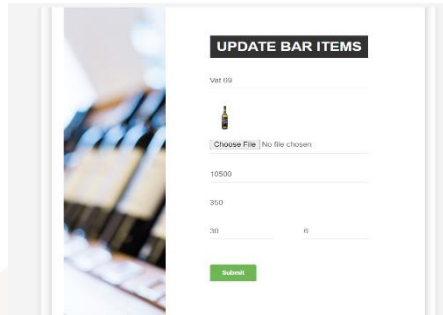 UPDATE BAR ITEMS
Vat 69
Choose File No file chosen
10500
350
30 6
Submit